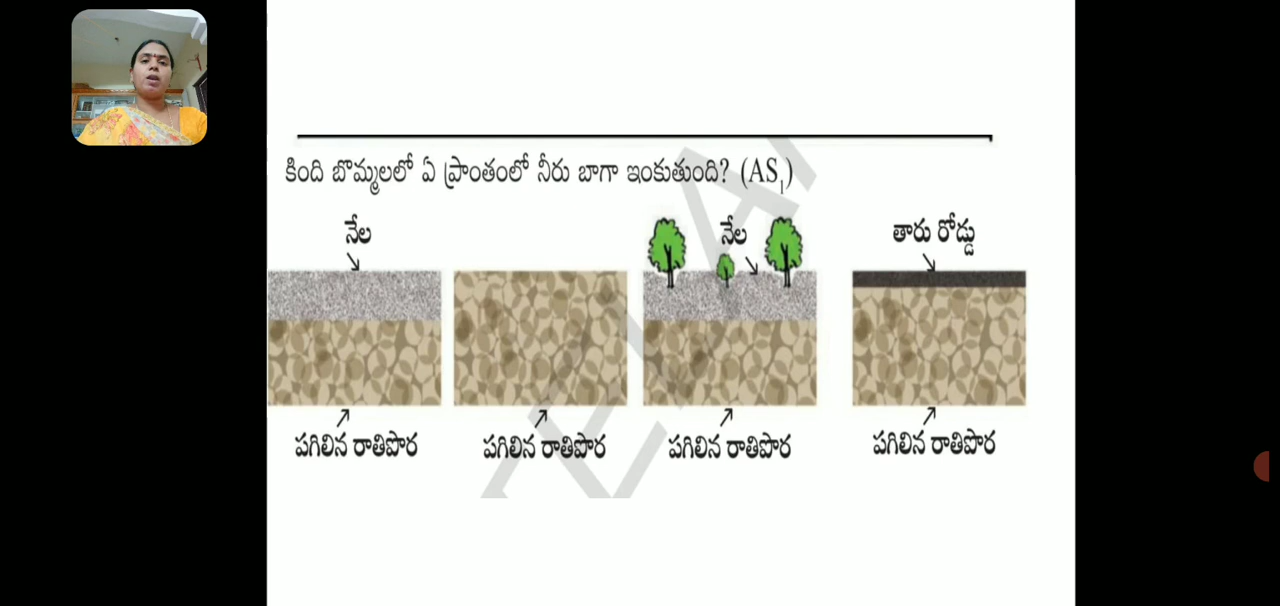 కింది బొమ్మలలో ఏ ప్రాంతంలో నీరు బాగా ఇంకుతుంది? (AS₁)
నేల
నేల
తారు రోడ్డు
పగిలిన రాతిపొర
పగిలిన రాతిపొర
పగిలిన రాతిపొర
పగిలిన రాతిపొర